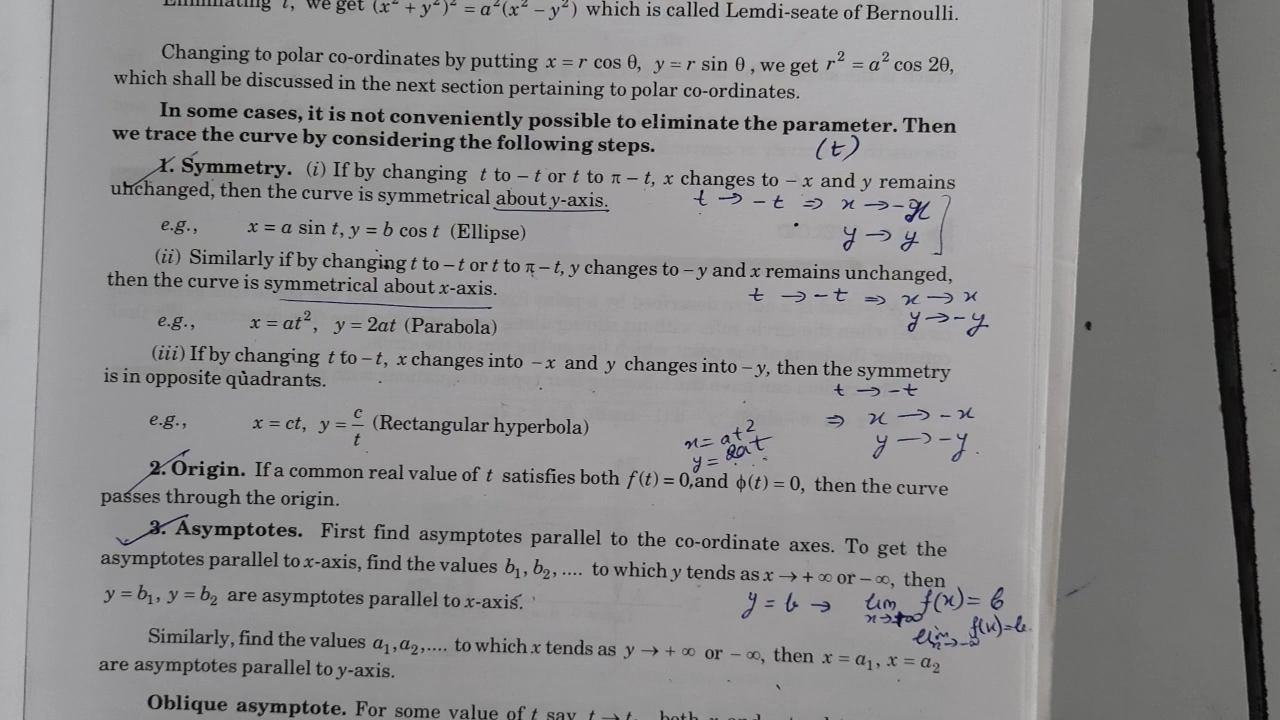 Eliminating t, we get (x² + y²)² = a²(x² − y²) which is called Lemdi-seate of Bernoulli.
Changing to polar co-ordinates by putting x = r cos θ, y = r sin θ , we get r² = a² cos 2θ,
which shall be discussed in the next section pertaining to polar co-ordinates.
In some cases, it is not conveniently possible to eliminate the parameter. Then
we trace the curve by considering the following steps.
(t)
1. Symmetry. (i) If by changing t to − t or t to π − t, x changes to − x and y remains
unchanged, then the curve is symmetrical about y-axis.
t → -t ⇒ x → -x
e.g., x = a sin t, y = b cos t (Ellipse)
y → y
(ii) Similarly if by changing t to − t or t to π − t, y changes to − y and x remains unchanged,
then the curve is symmetrical about x-axis.
t → -t ⇒ x → x
e.g., x = at², y = 2at (Parabola)
y → -y
(iii) If by changing t to − t, x changes into − x and y changes into − y, then the symmetry
is in opposite quadrants.
t → -t
e.g., x = ct, y = c/t (Rectangular hyperbola)
⇒ x → -x
y → -y.
x = at²
y = 2at
2. Origin. If a common real value of t satisfies both f(t) = 0, and ϕ(t) = 0, then the curve
passes through the origin.
3. Asymptotes. First find asymptotes parallel to the co-ordinate axes. To get the
asymptotes parallel to x-axis, find the values b₁, b₂, .... to which y tends as x → + ∞ or − ∞, then
y = b₁, y = b₂ are asymptotes parallel to x-axis.
y = b → lim x→+∞ f(x) = b
lim x→-∞ f(x) = b.
Similarly, find the values a₁, a₂,.... to which x tends as y → + ∞ or − ∞, then x = a₁, x = a₂
are asymptotes parallel to y-axis.
Oblique asymptote. For some value of t say t → t₁, both